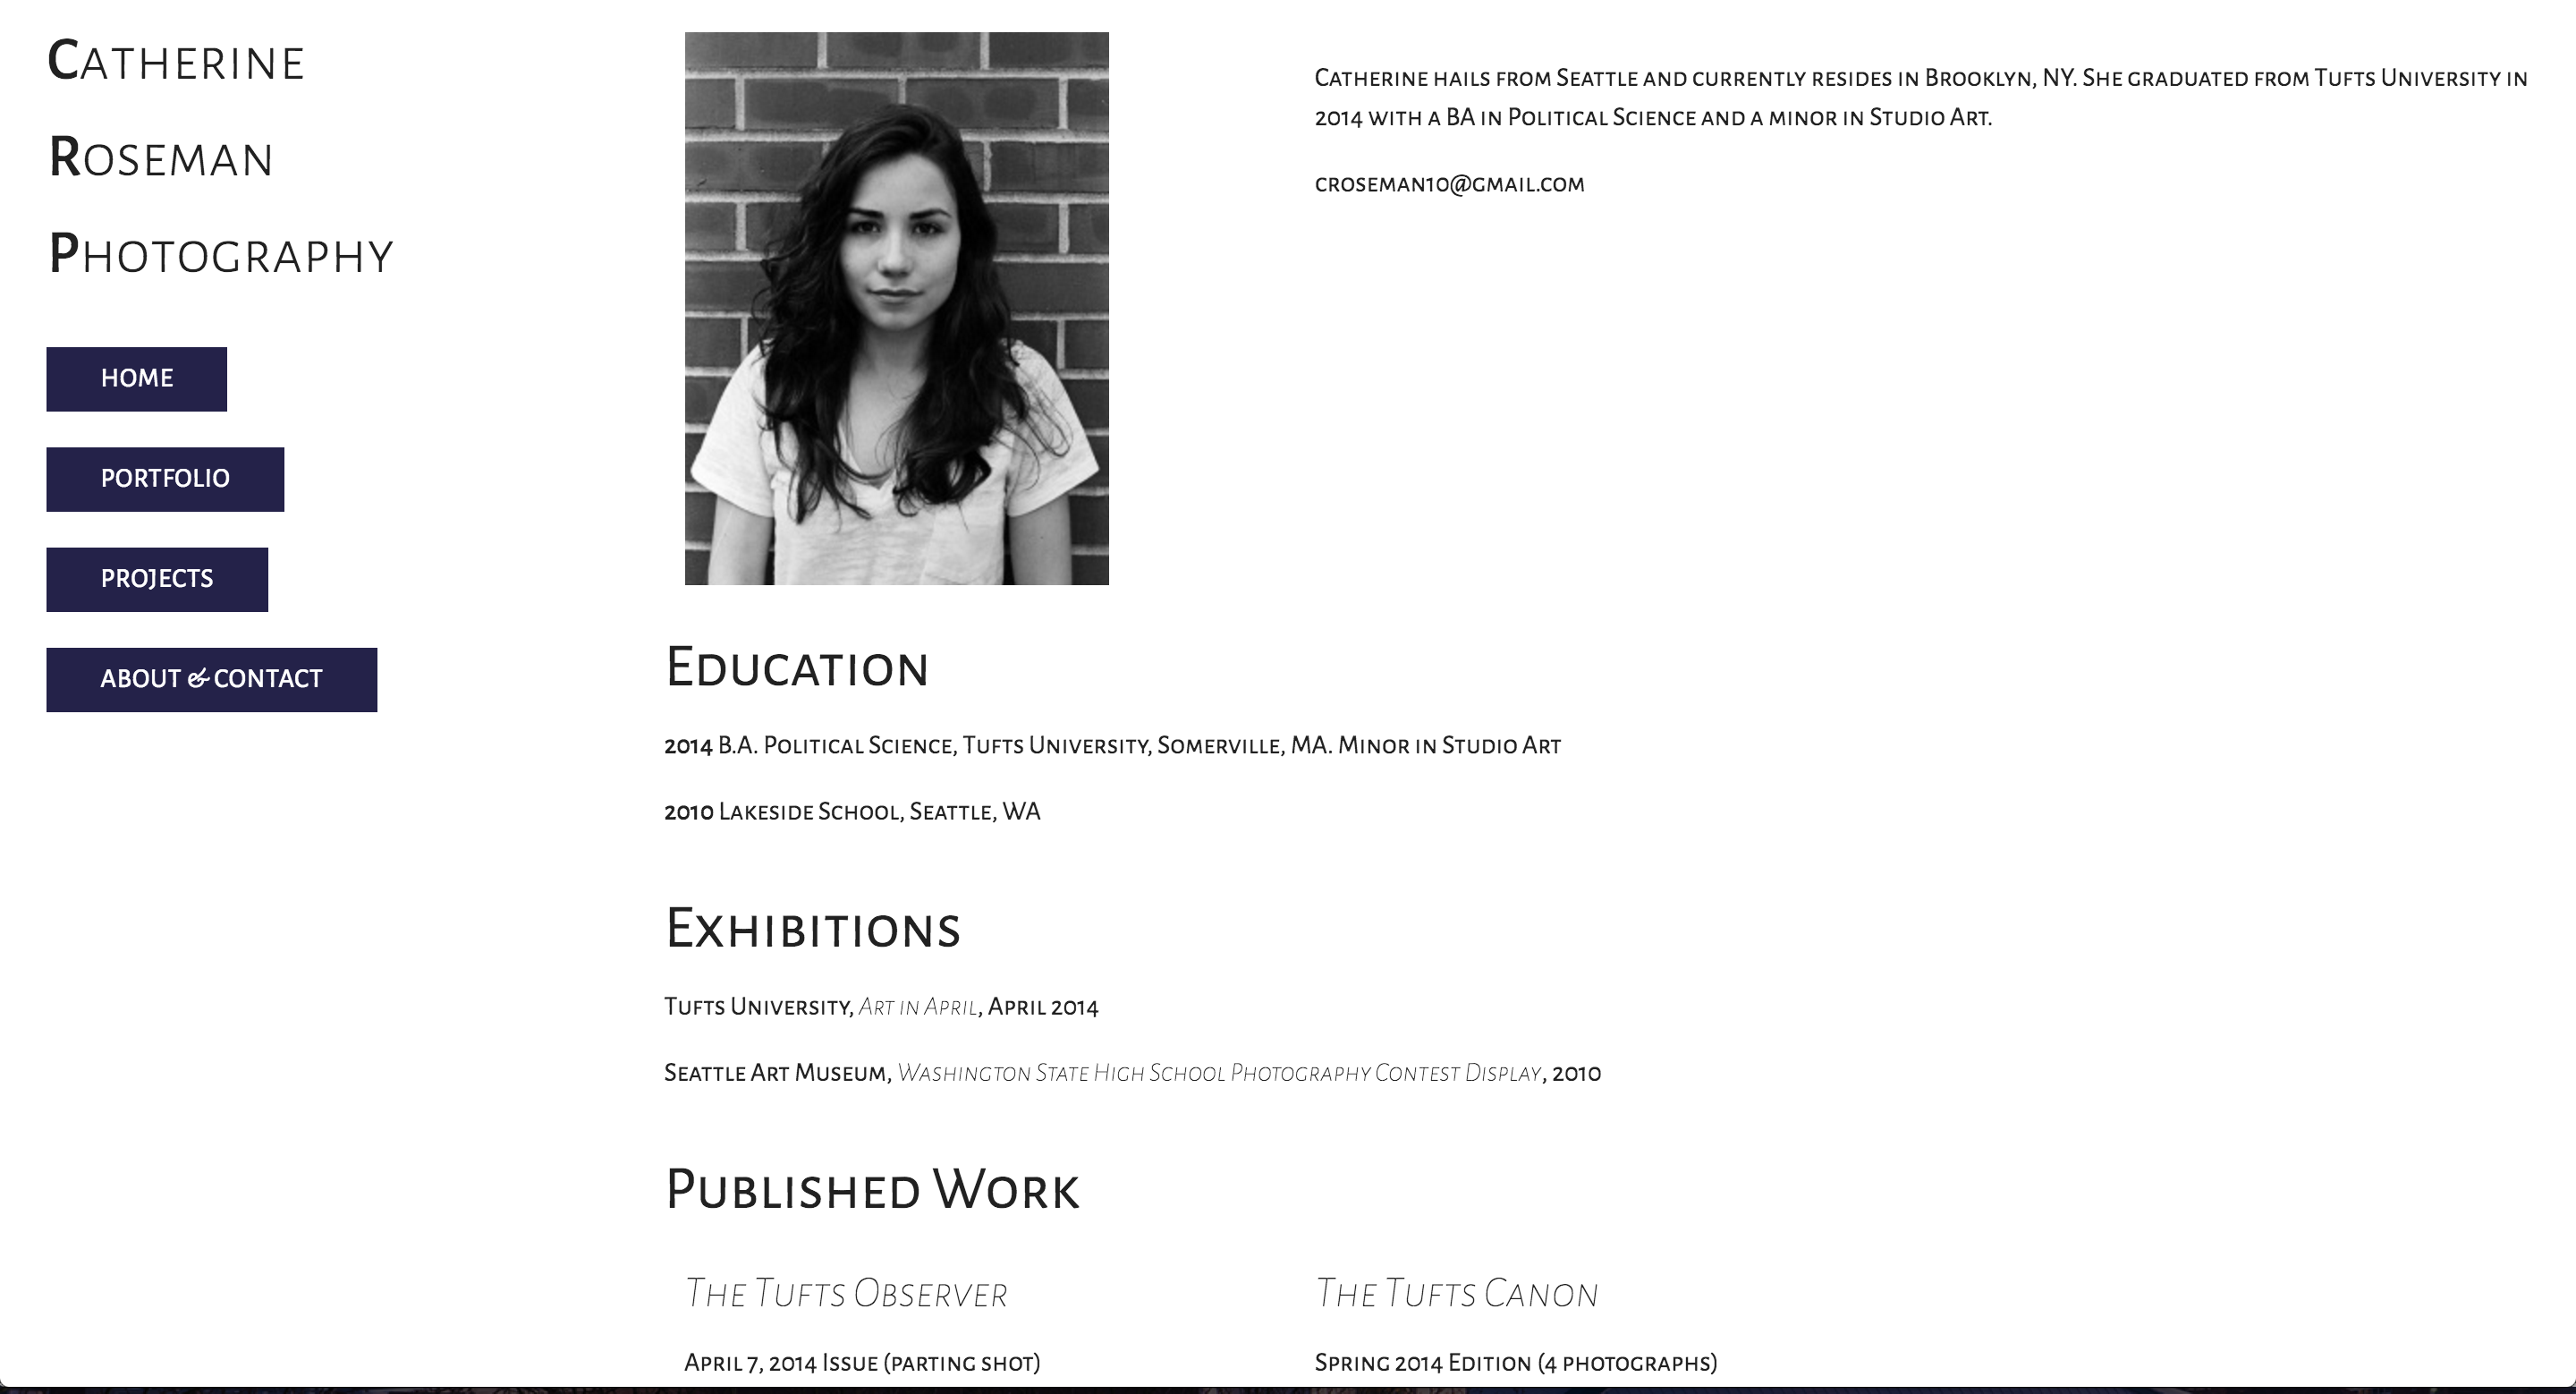 Catherine
Roseman
Photography
HOME
PORTFOLIO
PROJECTS
ABOUT & CONTACT
Catherine hails from Seattle and currently resides in Brooklyn, NY. She graduated from Tufts University in
2014 with a BA in Political Science and a minor in Studio Art.
croseman10@gmail.com
Education
2014 B.A. Political Science, Tufts University, Somerville, MA. Minor in Studio Art
2010 Lakeside School, Seattle, WA
Exhibitions
Tufts University, Art in April, April 2014
Seattle Art Museum, Washington State High School Photography Contest Display, 2010
Published Work
The Tufts Observer
April 7, 2014 Issue (parting shot)
The Tufts Canon
Spring 2014 Edition (4 photographs)